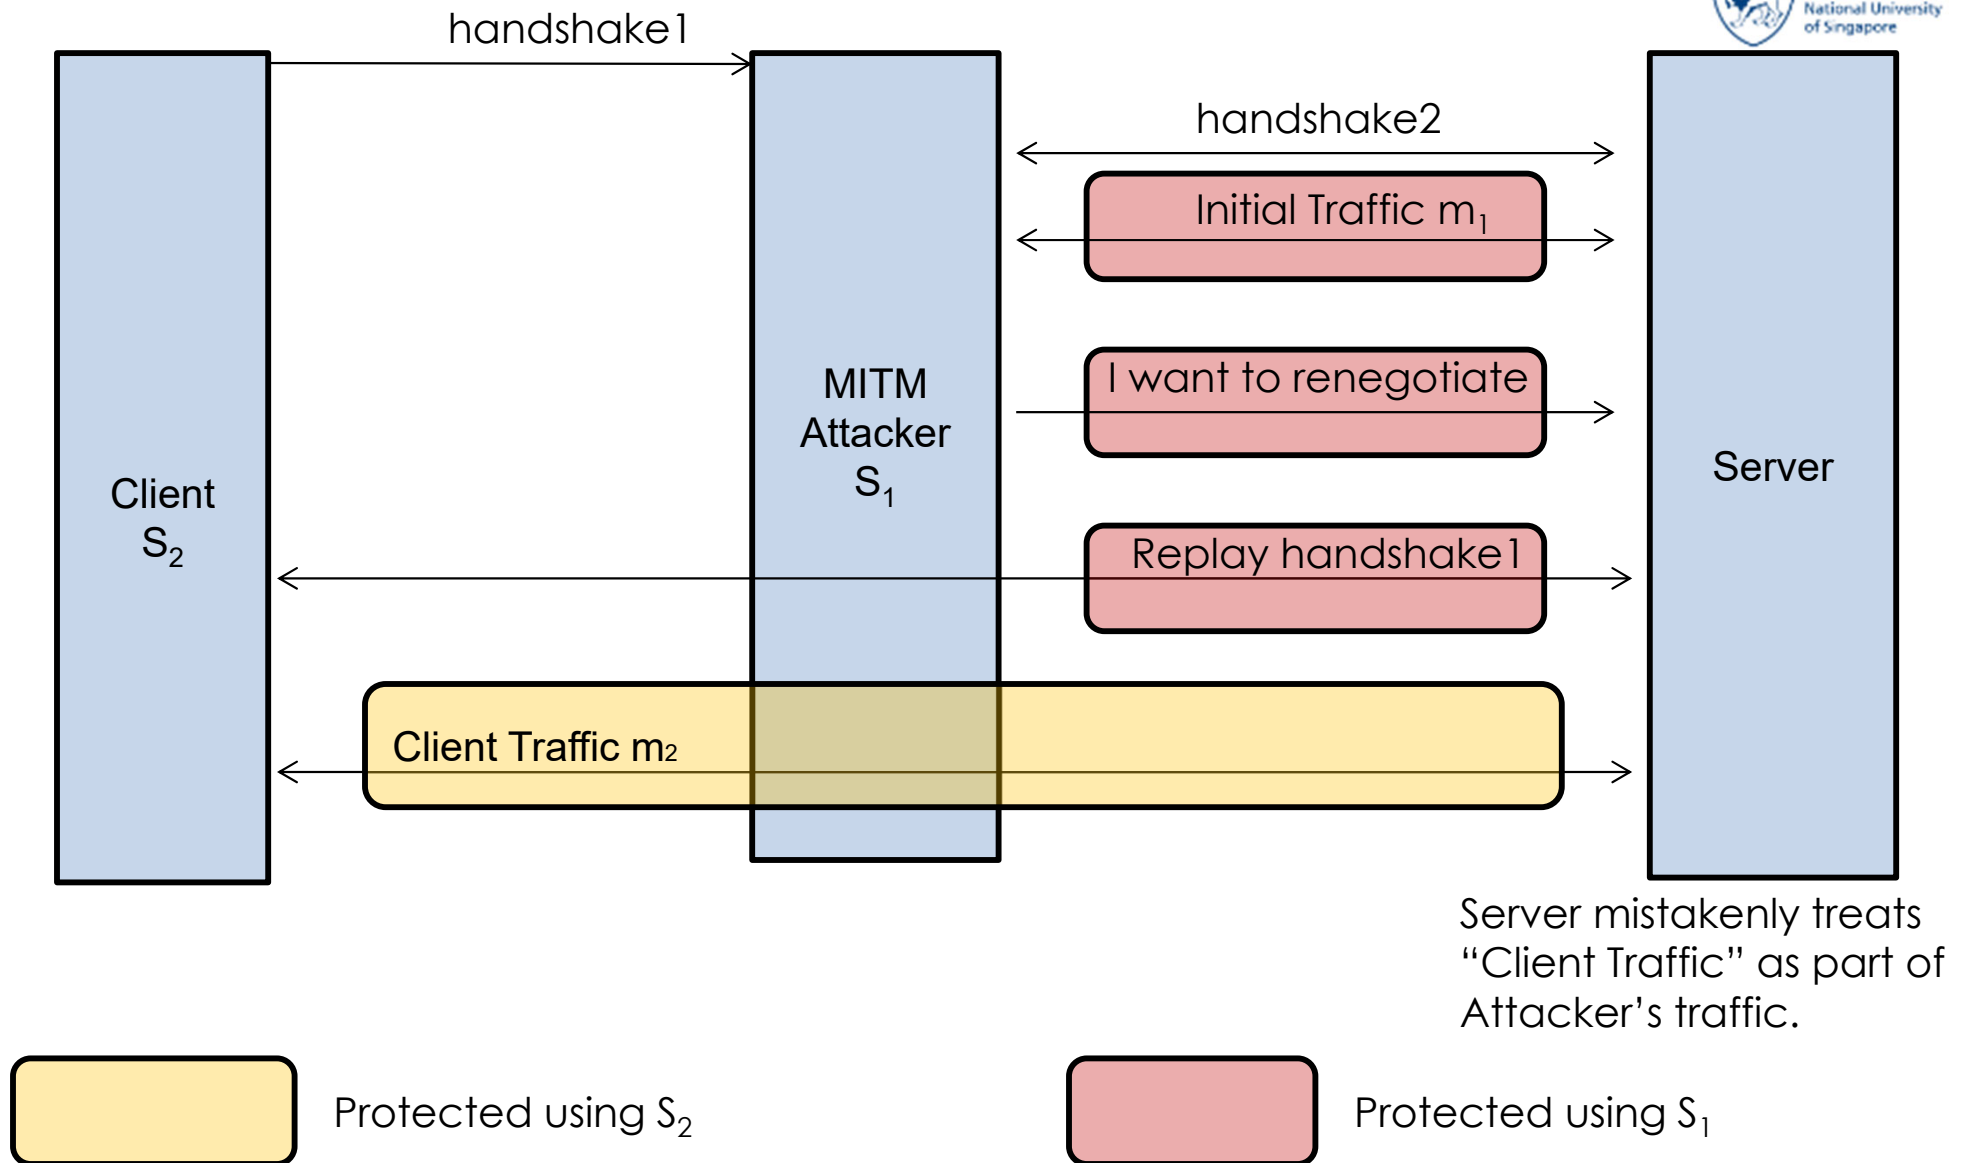 National University
of Singapore
handshake1
handshake2
Initial Traffic m1
I want to renegotiate
MITM
Attacker
S1
Server
Client
S2
Replay handshake1
Client Traffic m2
Server mistakenly treats
“Client Traffic” as part of
Attacker’s traffic.
Protected using S2
Protected using S1